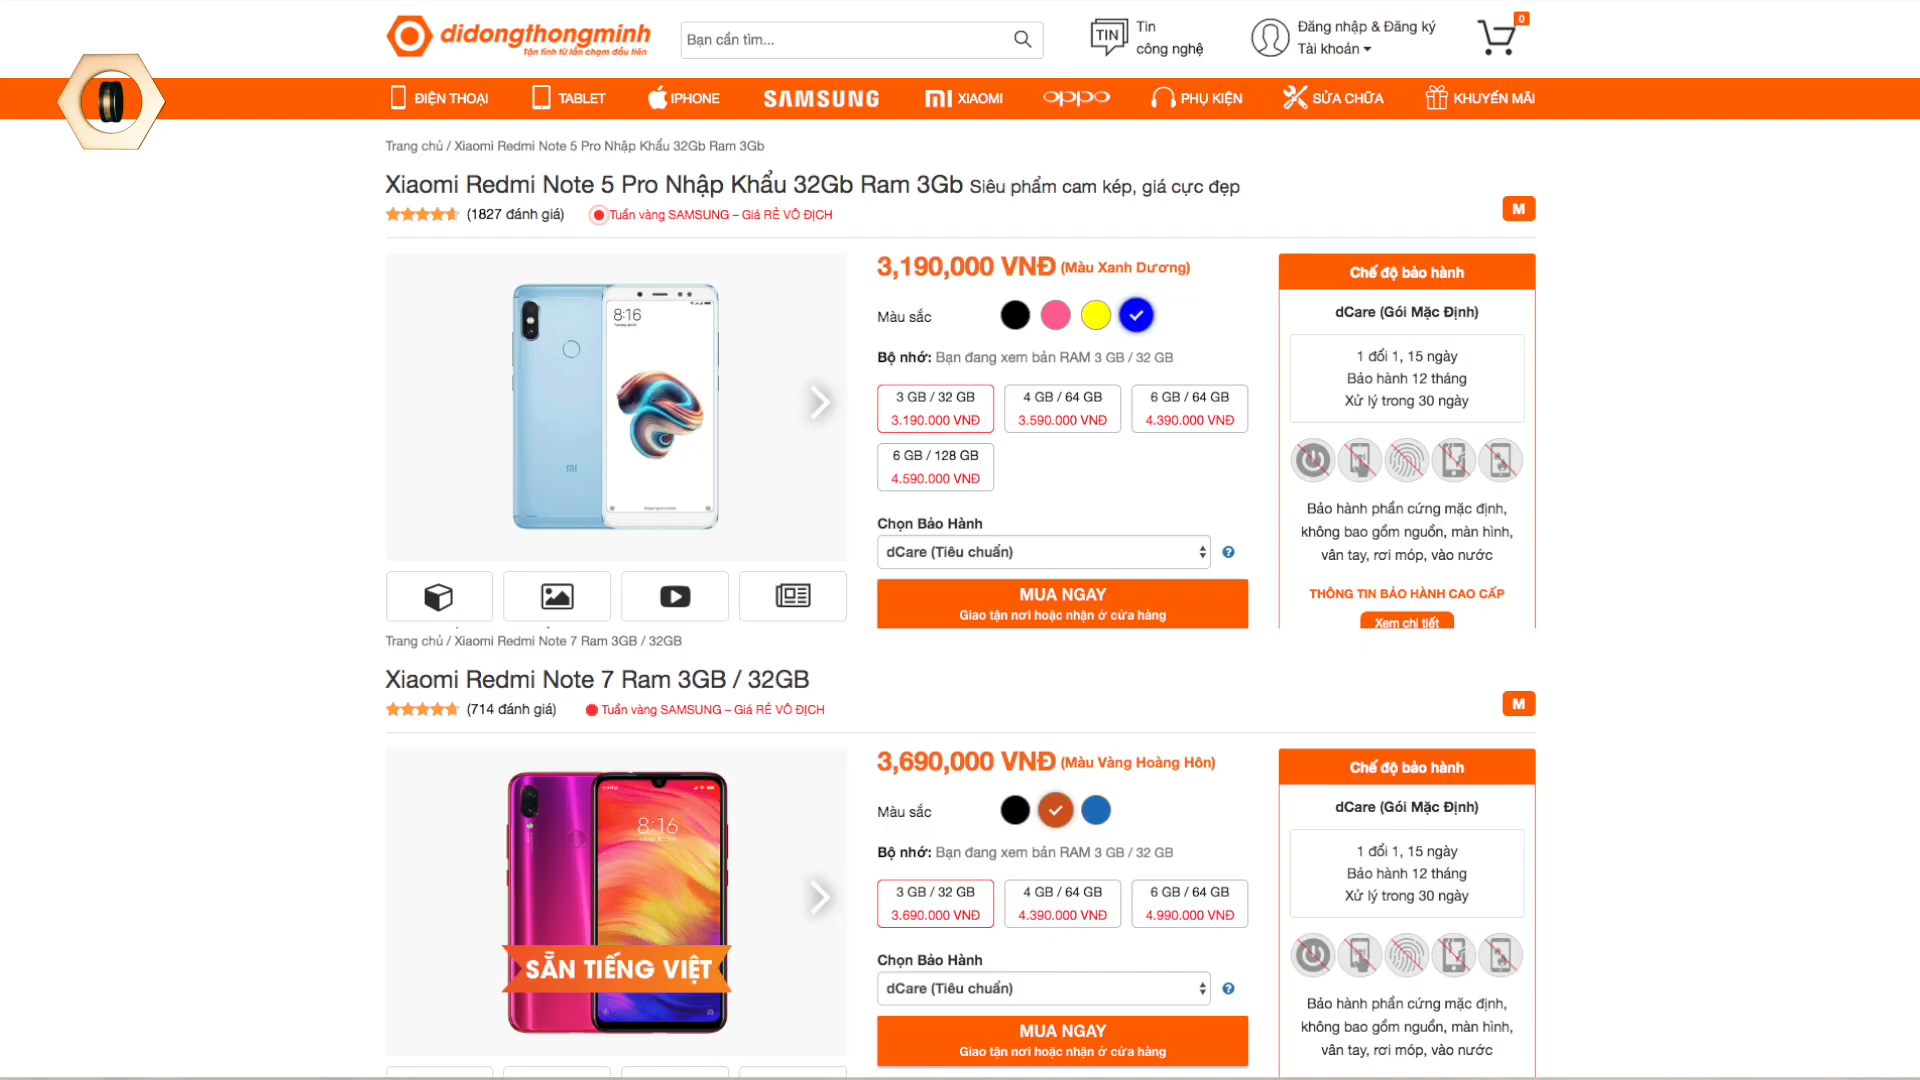 didongthongminh
Tận tình từ lần chạm đầu tiên
Bạn cần tìm...
TIN
Tin
công nghệ
Đăng nhập & Đăng ký
Tài khoản
0
ĐIỆN THOẠI
TABLET
IPHONE
SAMSUNG
XIAOMI
OPPO
PHỤ KIỆN
SỬA CHỮA
KHUYẾN MÃI
Trang chủ / Xiaomi Redmi Note 5 Pro Nhập Khẩu 32Gb Ram 3Gb
Xiaomi Redmi Note 5 Pro Nhập Khẩu 32Gb Ram 3Gb Siêu phẩm cam kép, giá cực đẹp
(1827 đánh giá)
Tuần vàng SAMSUNG – Giá RẺ VÔ ĐỊCH
M
8:16
3,190,000 VNĐ (Màu Xanh Dương)
Màu sắc
Bộ nhớ: Bạn đang xem bản RAM 3 GB / 32 GB
3 GB / 32 GB
3.190.000 VNĐ
4 GB / 64 GB
3.590.000 VNĐ
6 GB / 64 GB
4.390.000 VNĐ
6 GB / 128 GB
4.590.000 VNĐ
Chọn Bảo Hành
dCare (Tiêu chuẩn)
MUA NGAY
Giao tận nơi hoặc nhận ở cửa hàng
Chế độ bảo hành
dCare (Gói Mặc Định)
1 đổi 1, 15 ngày
Bảo hành 12 tháng
Xử lý trong 30 ngày
Bảo hành phần cứng mặc định,
không bao gồm nguồn, màn hình,
vân tay, rơi móp, vào nước
THÔNG TIN BẢO HÀNH CAO CẤP
Xem chi tiết
Trang chủ / Xiaomi Redmi Note 7 Ram 3GB / 32GB
Xiaomi Redmi Note 7 Ram 3GB / 32GB
(714 đánh giá)
Tuần vàng SAMSUNG – Giá RẺ VÔ ĐỊCH
M
8:16
SẴN TIẾNG VIỆT
3,690,000 VNĐ (Màu Vàng Hoàng Hôn)
Màu sắc
Bộ nhớ: Bạn đang xem bản RAM 3 GB / 32 GB
3 GB / 32 GB
3.690.000 VNĐ
4 GB / 64 GB
4.390.000 VNĐ
6 GB / 64 GB
4.990.000 VNĐ
Chọn Bảo Hành
dCare (Tiêu chuẩn)
MUA NGAY
Giao tận nơi hoặc nhận ở cửa hàng
Chế độ bảo hành
dCare (Gói Mặc Định)
1 đổi 1, 15 ngày
Bảo hành 12 tháng
Xử lý trong 30 ngày
Bảo hành phần cứng mặc định,
không bao gồm nguồn, màn hình,
vân tay, rơi móp, vào nước